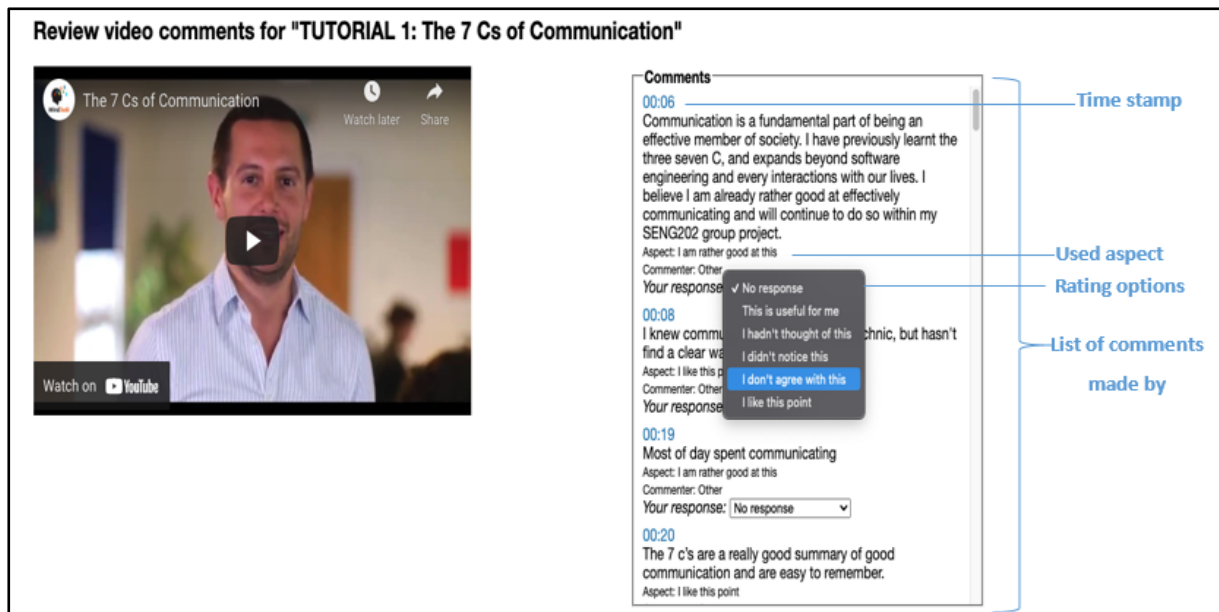 Review video comments for "TUTORIAL 1: The 7 Cs of Communication"
The 7 Cs of Communication
Watch later
Share
Watch on YouTube
Comments
00:06
Communication is a fundamental part of being an
effective member of society. I have previously learnt the
three seven C, and expands beyond software
engineering and every interactions with our lives. I
believe I am already rather good at effectively
communicating and will continue to do so within my
SENG202 group project.
Aspect: I am rather good at this
Commenter: Other
Your response:
✓ No response
This is useful for me
I hadn't thought of this
I didn't notice this
I don't agree with this
I like this point
00:08
I knew commu
chnic, but hasn't
find a clear wa
Aspect: I like this p
Commenter: Other
Your response
00:19
Most of day spent communicating
Aspect: I am rather good at this
Commenter: Other
Your response: No response
00:20
The 7 c's are a really good summary of good
communication and are easy to remember.
Aspect: I like this point
Time stamp
Used aspect
Rating options
List of comments
made by